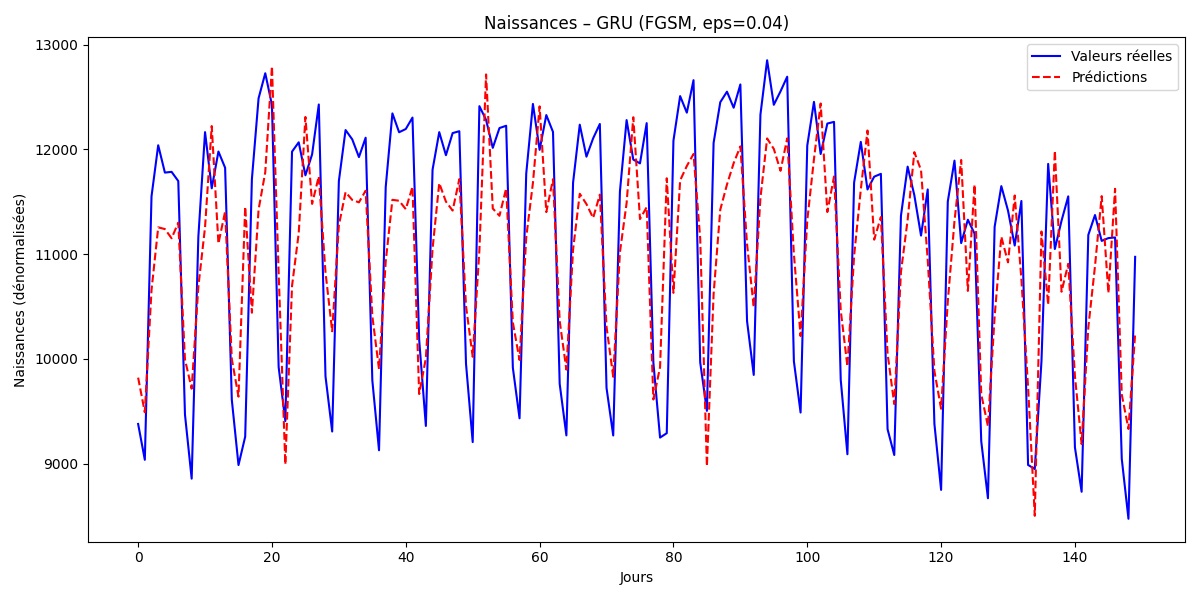 Naissances – GRU (FGSM, eps=0.04)
Valeurs réelles
Prédictions
Naissances (dénormalisées)
13000
12000
11000
10000
9000
0 20 40 60 80 100 120 140
Jours